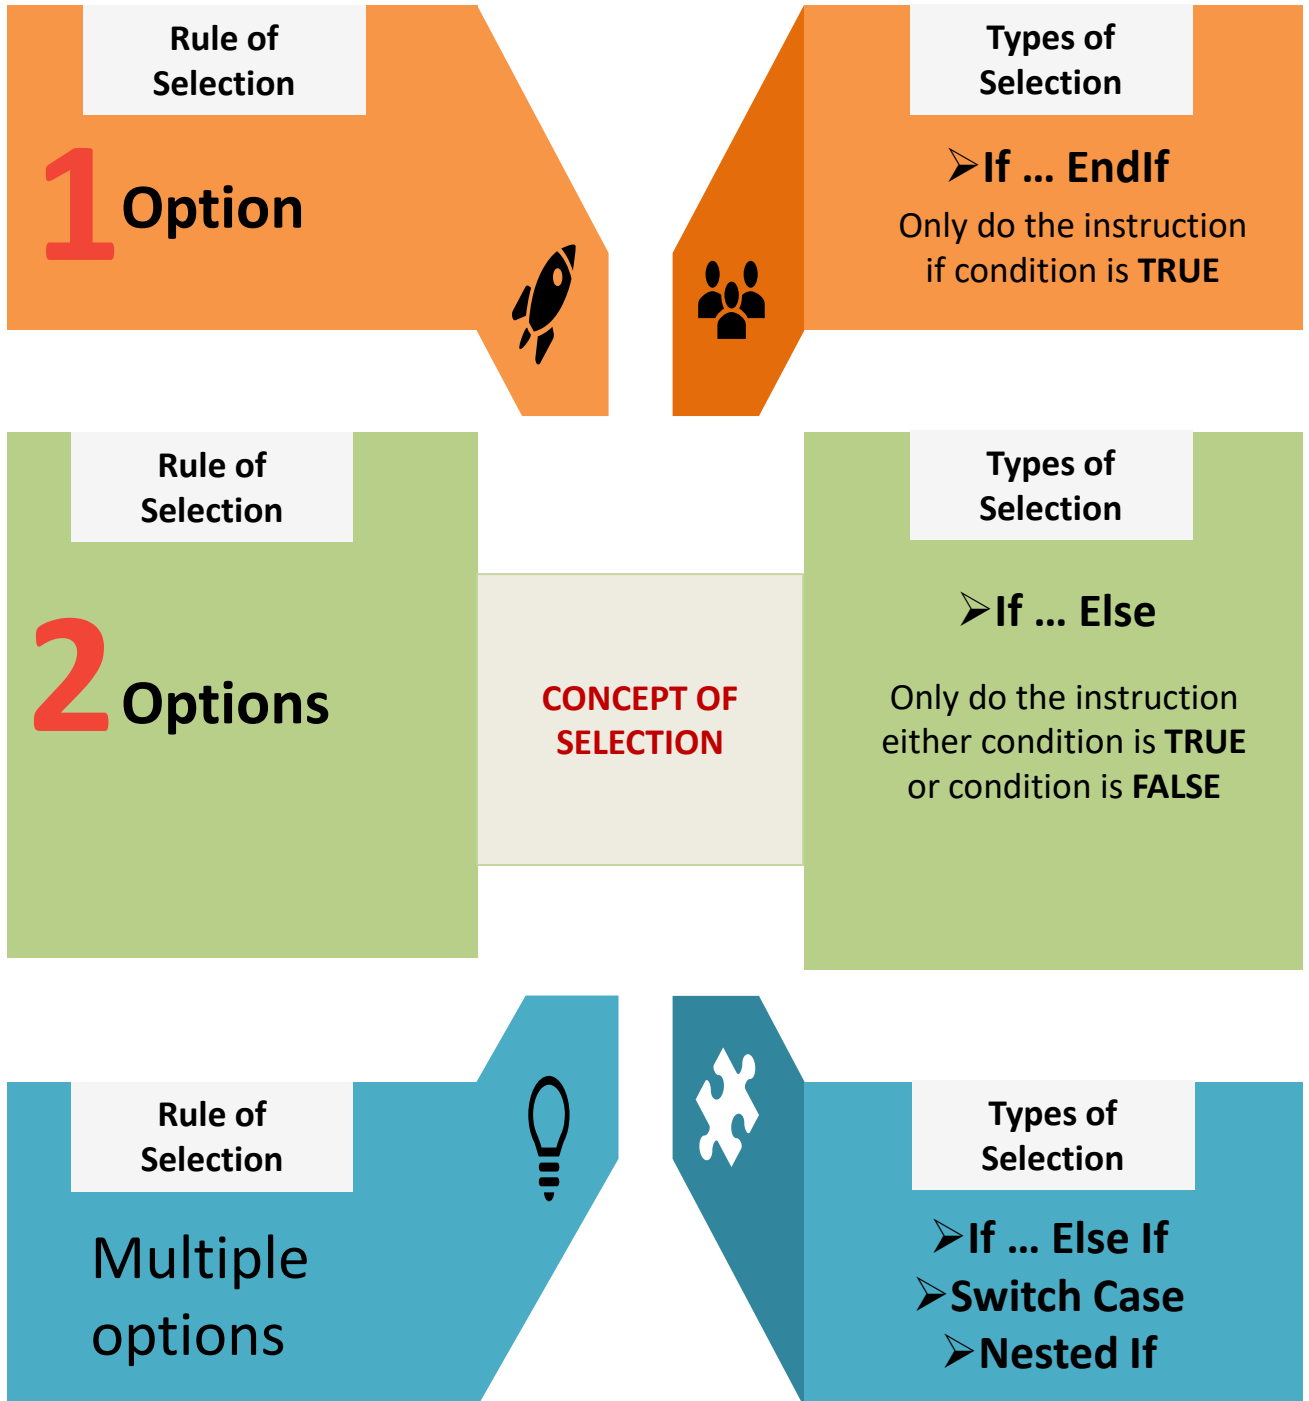 Rule of
Selection
1 Option
Types of
Selection
➢If ... EndIf
Only do the instruction
if condition is TRUE
Rule of
Selection
2 Options
CONCEPT OF
SELECTION
Types of
Selection
➢If ... Else
Only do the instruction
either condition is TRUE
or condition is FALSE
Rule of
Selection
Multiple
options
Types of
Selection
➢If ... Else If
➢Switch Case
➢Nested If